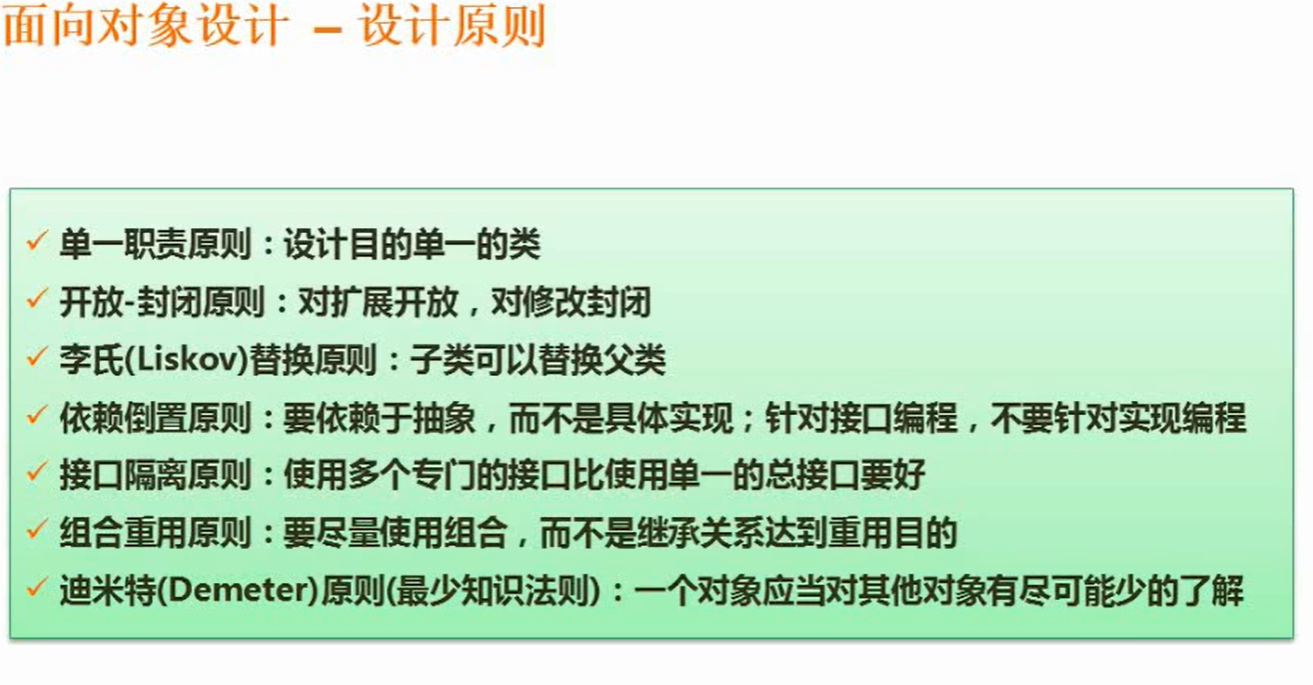 面向对象设计 – 设计原则
✓ 单一职责原则：设计目的单一的类
✓ 开放-封闭原则：对扩展开放，对修改封闭
✓ 李氏(Liskov)替换原则：子类可以替换父类
✓ 依赖倒置原则：要依赖于抽象，而不是具体实现；针对接口编程，不要针对实现编程
✓ 接口隔离原则：使用多个专门的接口比使用单一的总接口要好
✓ 组合重用原则：要尽量使用组合，而不是继承关系达到重用目的
✓ 迪米特(Demeter)原则(最少知识法则)：一个对象应当对其他对象有尽可能少的了解